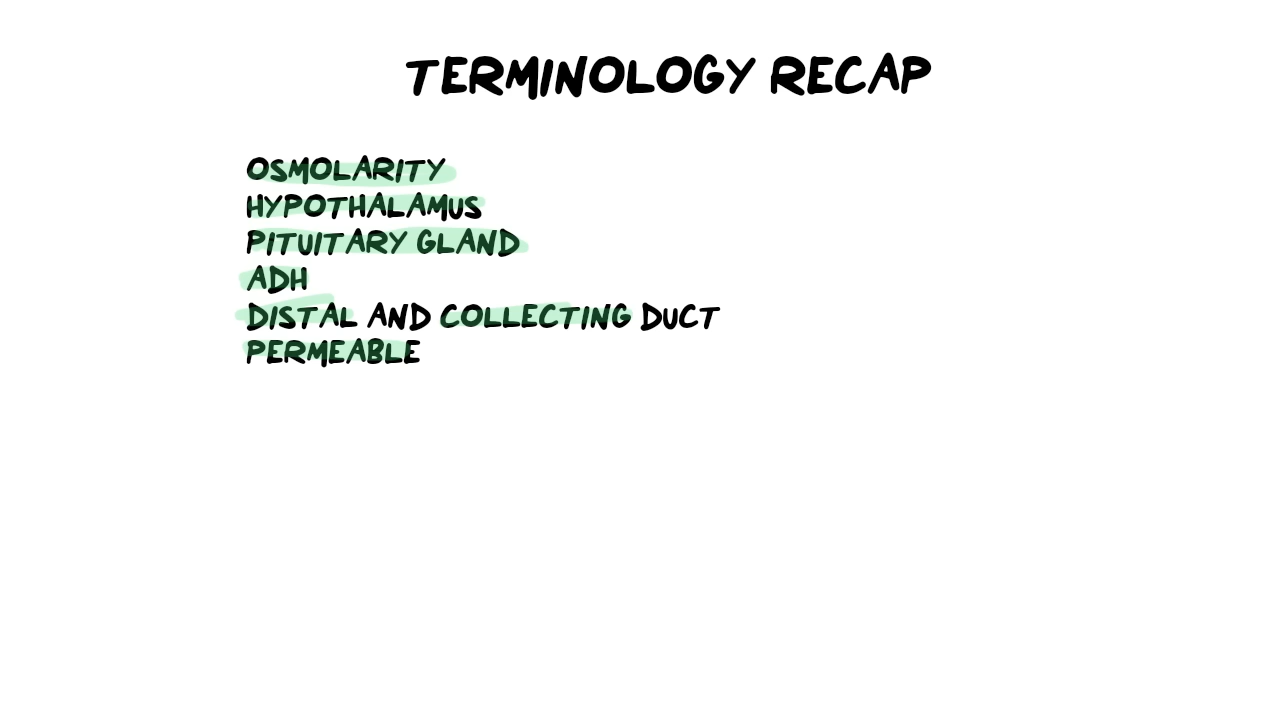 TERMINOLOGY RECAP
OSMOLARITY
HYPOTHALAMUS
PITUITARY GLAND
ADH
DISTAL AND COLLECTING DUCT
PERMEABLE